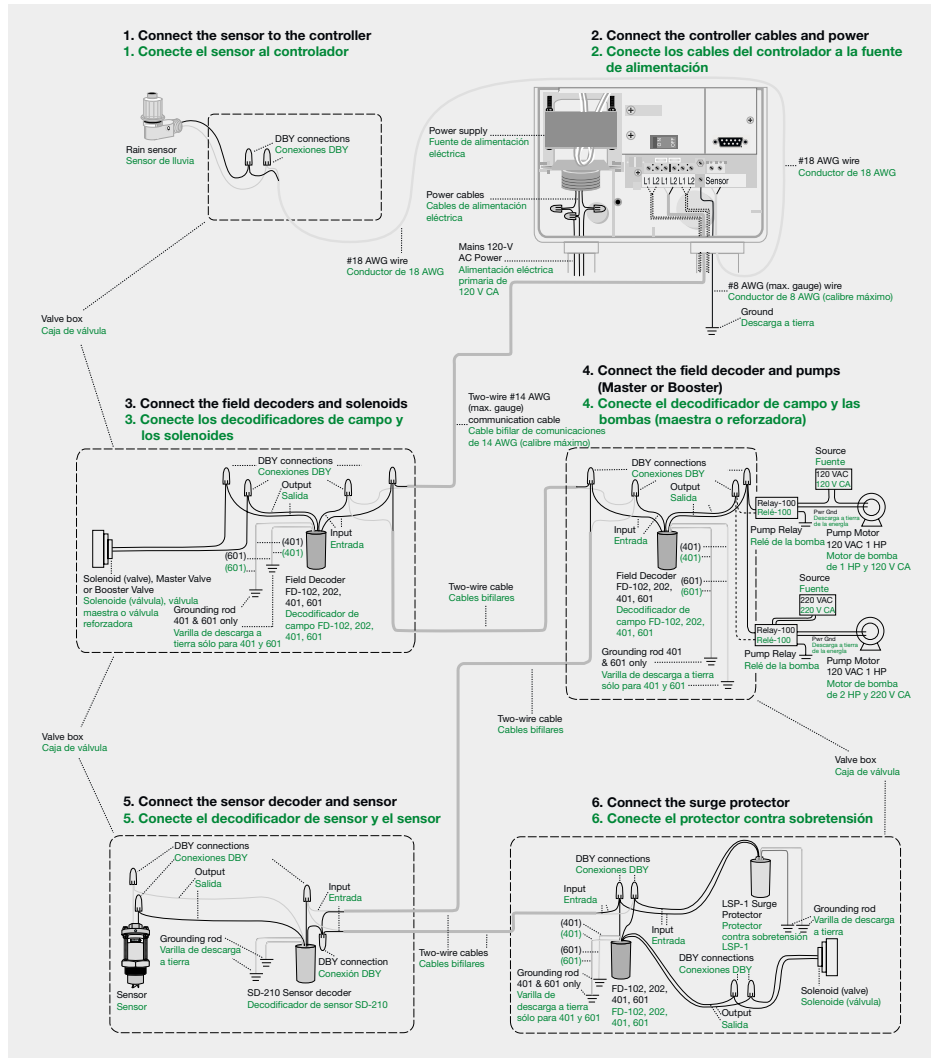 1. Connect the sensor to the controller
1. Conecte el sensor al controlador
Rain sensor
Sensor de lluvia
DBY connections
Conexiones DBY
#18 AWG wire
Conductor de 18 AWG
Valve box
Caja de válvula
2. Connect the controller cables and power
2. Conecte los cables del controlador a la fuente
de alimentación
Power supply
Fuente de alimentación
eléctrica
Power cables
Cables de alimentación
eléctrica
Mains 120-V
AC Power
Alimentación eléctrica
primaria de
120 V CA
ON
OFF
L1 L2 L1 L2 L1 L2 Sensor
#18 AWG wire
Conductor de 18 AWG
#8 AWG (max. gauge) wire
Conductor de 8 AWG (calibre máximo)
Ground
Descarga a tierra
3. Connect the field decoders and solenoids
3. Conecte los decodificadores de campo y
los solenoides
Two-wire #14 AWG
(max. gauge)
communication cable
Cable bifilar de comunicaciones
de 14 AWG (calibre máximo)
DBY connections
Conexiones DBY
Output
Salida
Input
Entrada
(401)
(401)
(601)
(601)
Solenoid (valve), Master Valve
or Booster Valve
Solenoide (válvula), válvula
maestra o válvula
reforzadora
Grounding rod
401 & 601 only
Varilla de descarga a
tierra sólo para 401 y 601
Field Decoder
FD-102, 202,
401, 601
Decodificador de
campo FD-102, 202,
401, 601
Two-wire cable
Cables bifilares
4. Connect the field decoder and pumps
(Master or Booster)
4. Conecte el decodificador de campo y las
bombas (maestra o reforzadora)
DBY connections
Conexiones DBY
Output
Salida
Input
Entrada
(401)
(401)
(601)
(601)
Field Decoder
FD-102, 202,
401, 601
Decodificador de
campo FD-102, 202,
401, 601
Grounding rod 401
& 601 only
Varilla de descarga a tierra
sólo para 401 y 601
Source
Fuente
120 VAC
120 V CA
Relay-100
Relé-100
Pwr Gnd
Descarga a tierra
de la energía
Pump Relay
Relé de la bomba
Pump Motor
120 VAC 1 HP
Motor de bomba
de 1 HP y 120 V CA
Source
Fuente
220 VAC
220 V CA
Relay-100
Relé-100
Pwr Gnd
Descarga a tierra
de la energía
Pump Relay
Relé de la bomba
Pump Motor
120 VAC 1 HP
Motor de bomba
de 2 HP y 220 V CA
Valve box
Caja de válvula
Two-wire cable
Cables bifilares
Valve box
Caja de válvula
5. Connect the sensor decoder and sensor
5. Conecte el decodificador de sensor y el sensor
DBY connections
Conexiones DBY
Output
Salida
Input
Entrada
Grounding rod
Varilla de descarga
a tierra
DBY connection
Conexión DBY
Sensor
Sensor
SD-210 Sensor decoder
Decodificador de sensor SD-210
Two-wire cables
Cables bifilares
6. Connect the surge protector
6. Conecte el protector contra sobretensión
DBY connections
Conexiones DBY
Input
Entrada
(401)
(401)
(601)
(601)
Grounding rod
401 & 601 only
Varilla de
descarga a tierra
sólo para 401 y 601
FD-102, 202,
401, 601
FD-102, 202,
401, 601
Input
Entrada
LSP-1 Surge
Protector
Protector
contra sobretensión
LSP-1
Grounding rod
Varilla de descarga
a tierra
DBY connections
Conexiones DBY
Output
Salida
Solenoid (valve)
Solenoide (válvula)